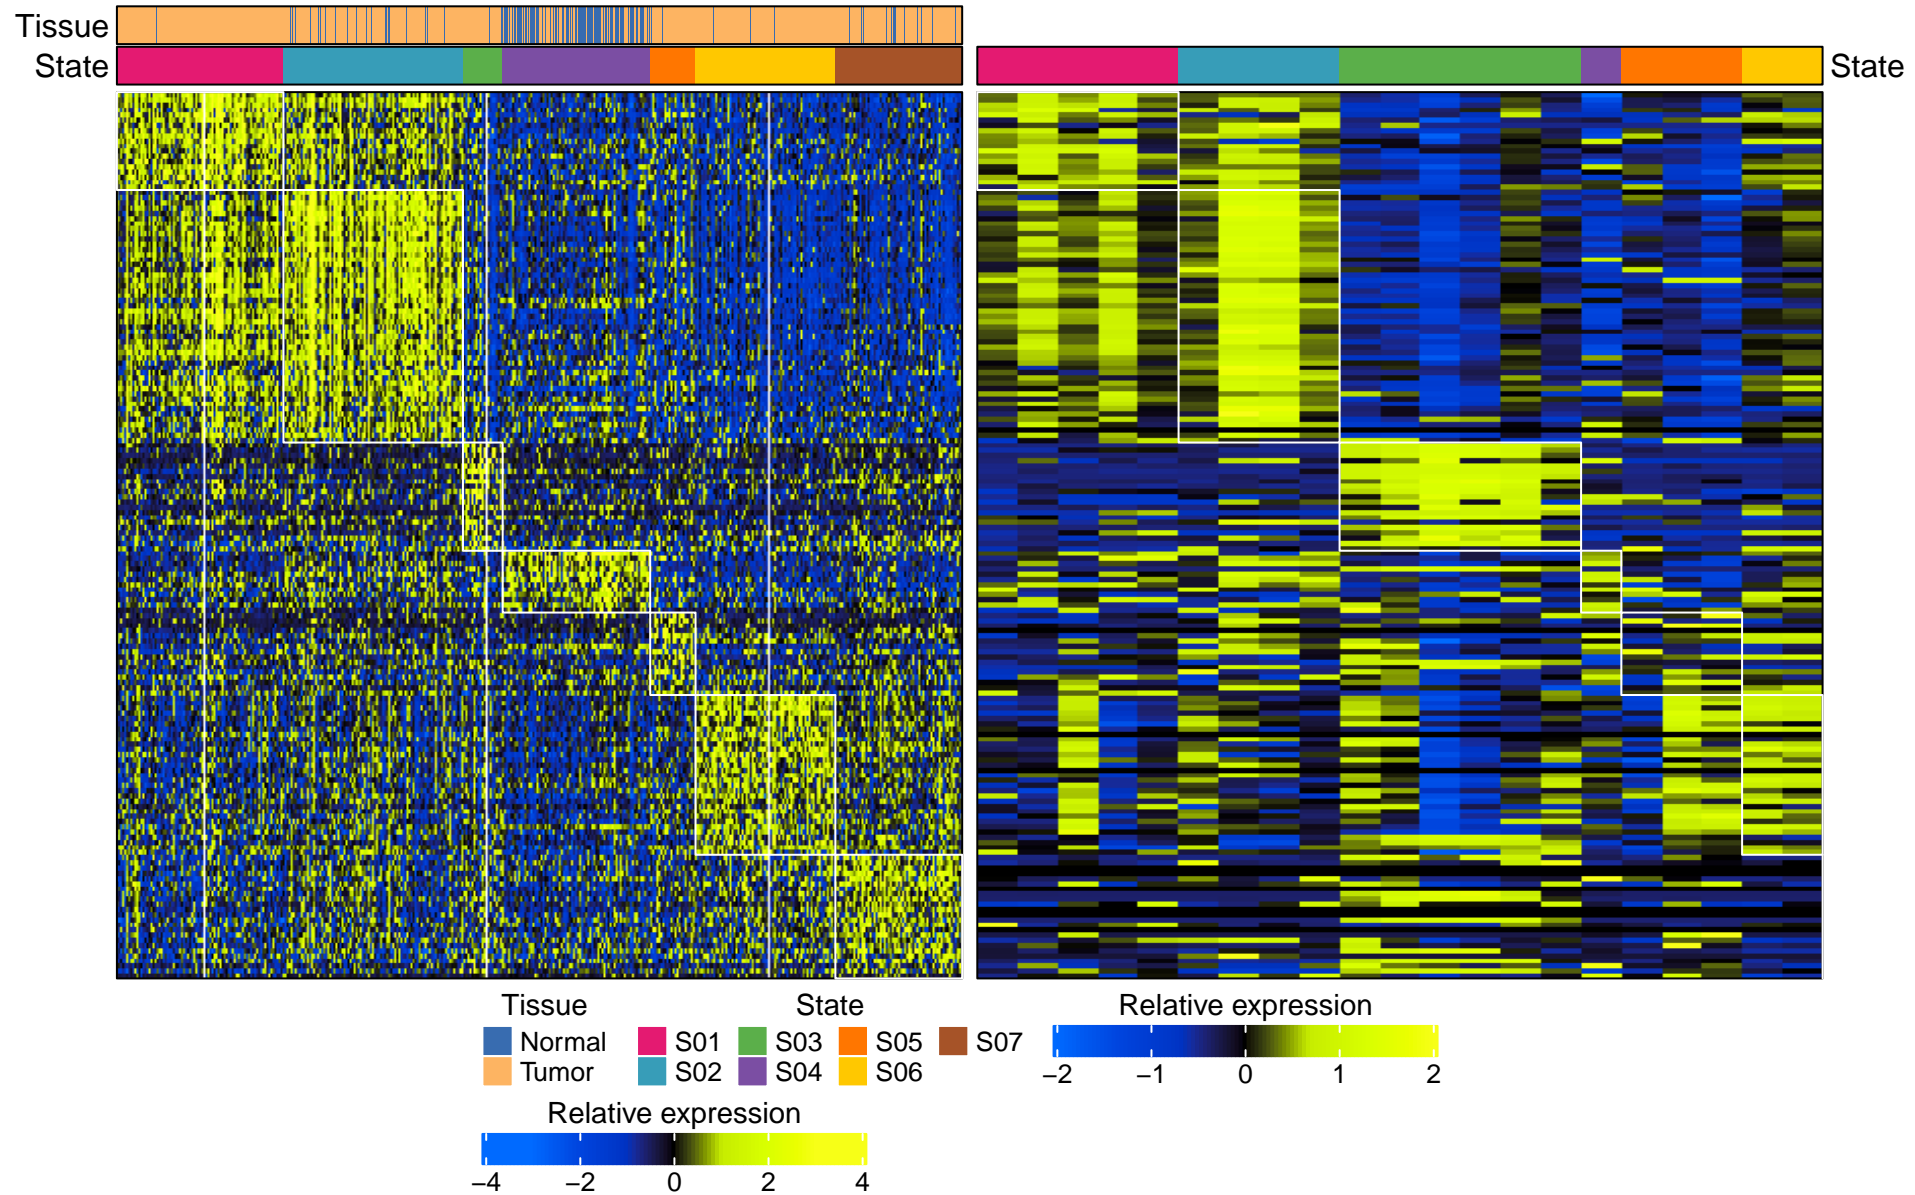 Tissue
State
State
Tissue
State
Relative expression
Normal
S01
S03
S05
S07
Tumor
S02
S04
S06
−2
−1
0
1
2
Relative expression
−4
−2
0
2
4